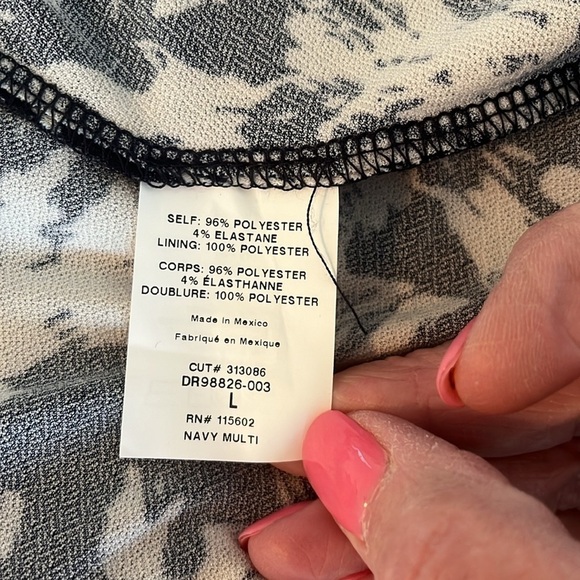 SELF: 96% POLYESTER
4% ELASTANE
LINING: 100% POLYESTER
CORPS: 96% POLYESTER
4% ÉLASTHANNE
DOUBLURE: 100% POLYESTER
Made in Mexico
Fabriqué en Mexique
CUT# 313086
DR98826-003
L
RN# 115602
NAVY MULTI